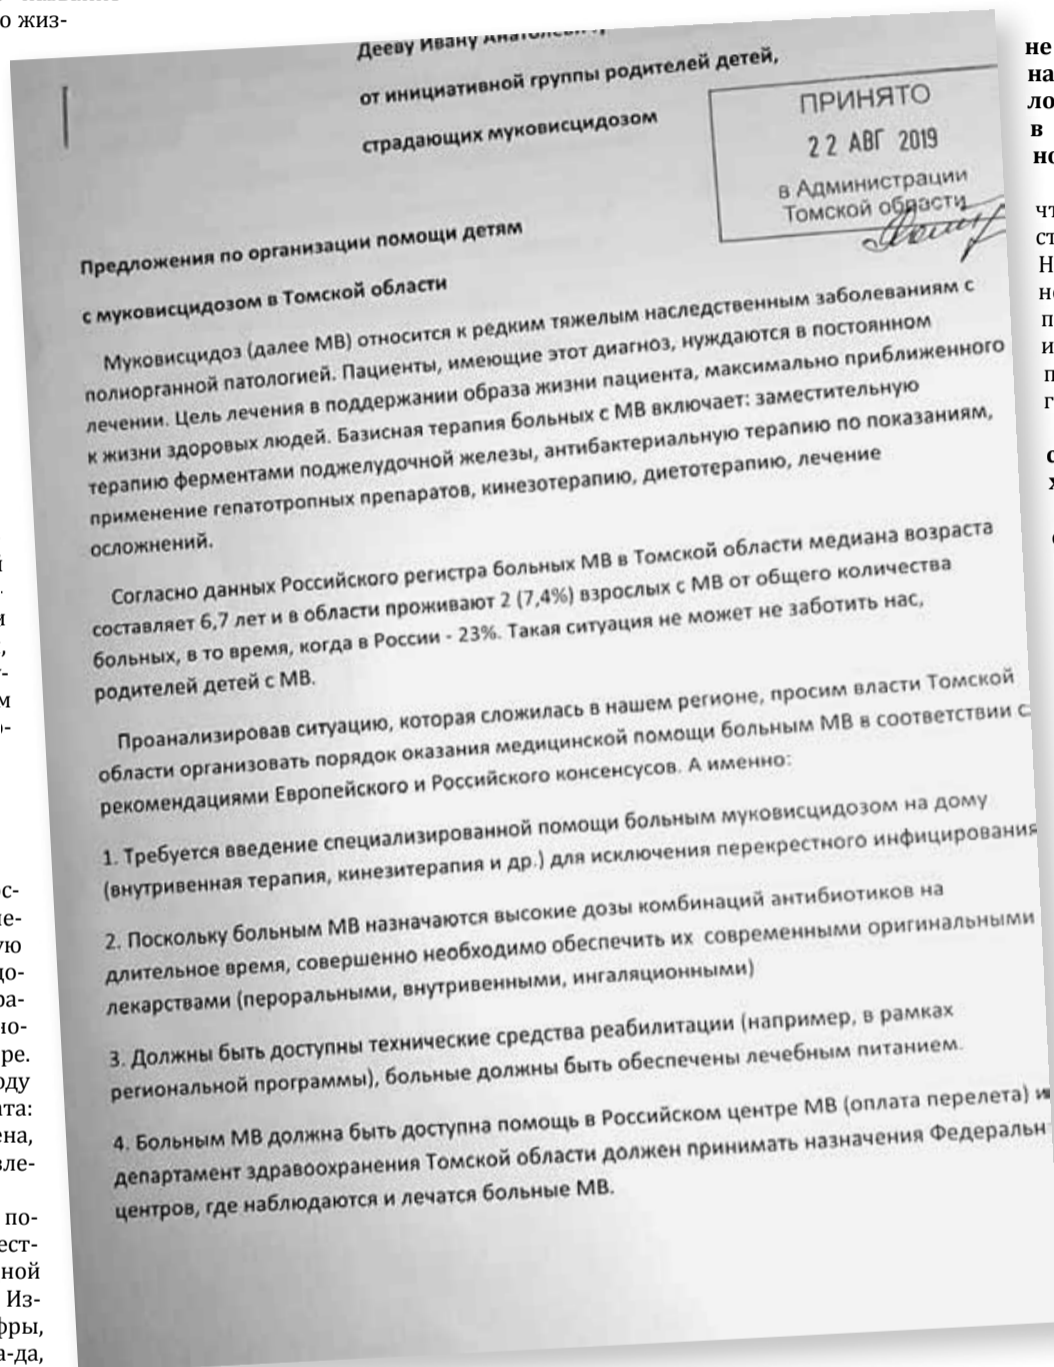 о жиз-
Дееву Ивану
от инициативной группы родителей детей,
страдающих муковисцидозом
ПРИНЯТО
22 АВГ 2019
в Администрации
Томской области
Предложения по организации помощи детям
с муковисцидозом в Томской области
Муковисцидоз (далее МВ) относится к редким тяжелым наследственным заболеваниям с
полиорганной патологией. Пациенты, имеющие этот диагноз, нуждаются в постоянном
лечении. Цель лечения в поддержании образа жизни пациента, максимально приближенного
к жизни здоровых людей. Базисная терапия больных с МВ включает: заместительную
терапию ферментами поджелудочной железы, антибактериальную терапию по показаниям,
применение гепатотропных препаратов, кинезотерапию, диетотерапию, лечение
осложнений.
Согласно данных Российского регистра больных МВ в Томской области медиана возраста
составляет 6,7 лет и в области проживают 2 (7,4%) взрослых с МВ от общего количества
больных, в то время, когда в России - 23%. Такая ситуация не может не заботить нас,
родителей детей с МВ.
Проанализировав ситуацию, которая сложилась в нашем регионе, просим власти Томской
области организовать порядок оказания медицинской помощи больным МВ в соответствии с
рекомендациями Европейского и Российского консенсусов. А именно:
1. Требуется введение специализированной помощи больным муковисцидозом на дому
(внутривенная терапия, кинезитерапия и др.) для исключения перекрестного инфицирования
2. Поскольку больным МВ назначаются высокие дозы комбинаций антибиотиков на
длительное время, совершенно необходимо обеспечить их современными оригинальными
лекарствами (пероральными, внутривенными, ингаляционными)
3. Должны быть доступны технические средства реабилитации (например, в рамках
региональной программы), больные должны быть обеспечены лечебным питанием.
4. Больным МВ должна быть доступна помощь в Российском центре МВ (оплата перелета) и
департамент здравоохранения Томской области должен принимать назначения Федеральн
центров, где наблюдаются и лечатся больные МВ.